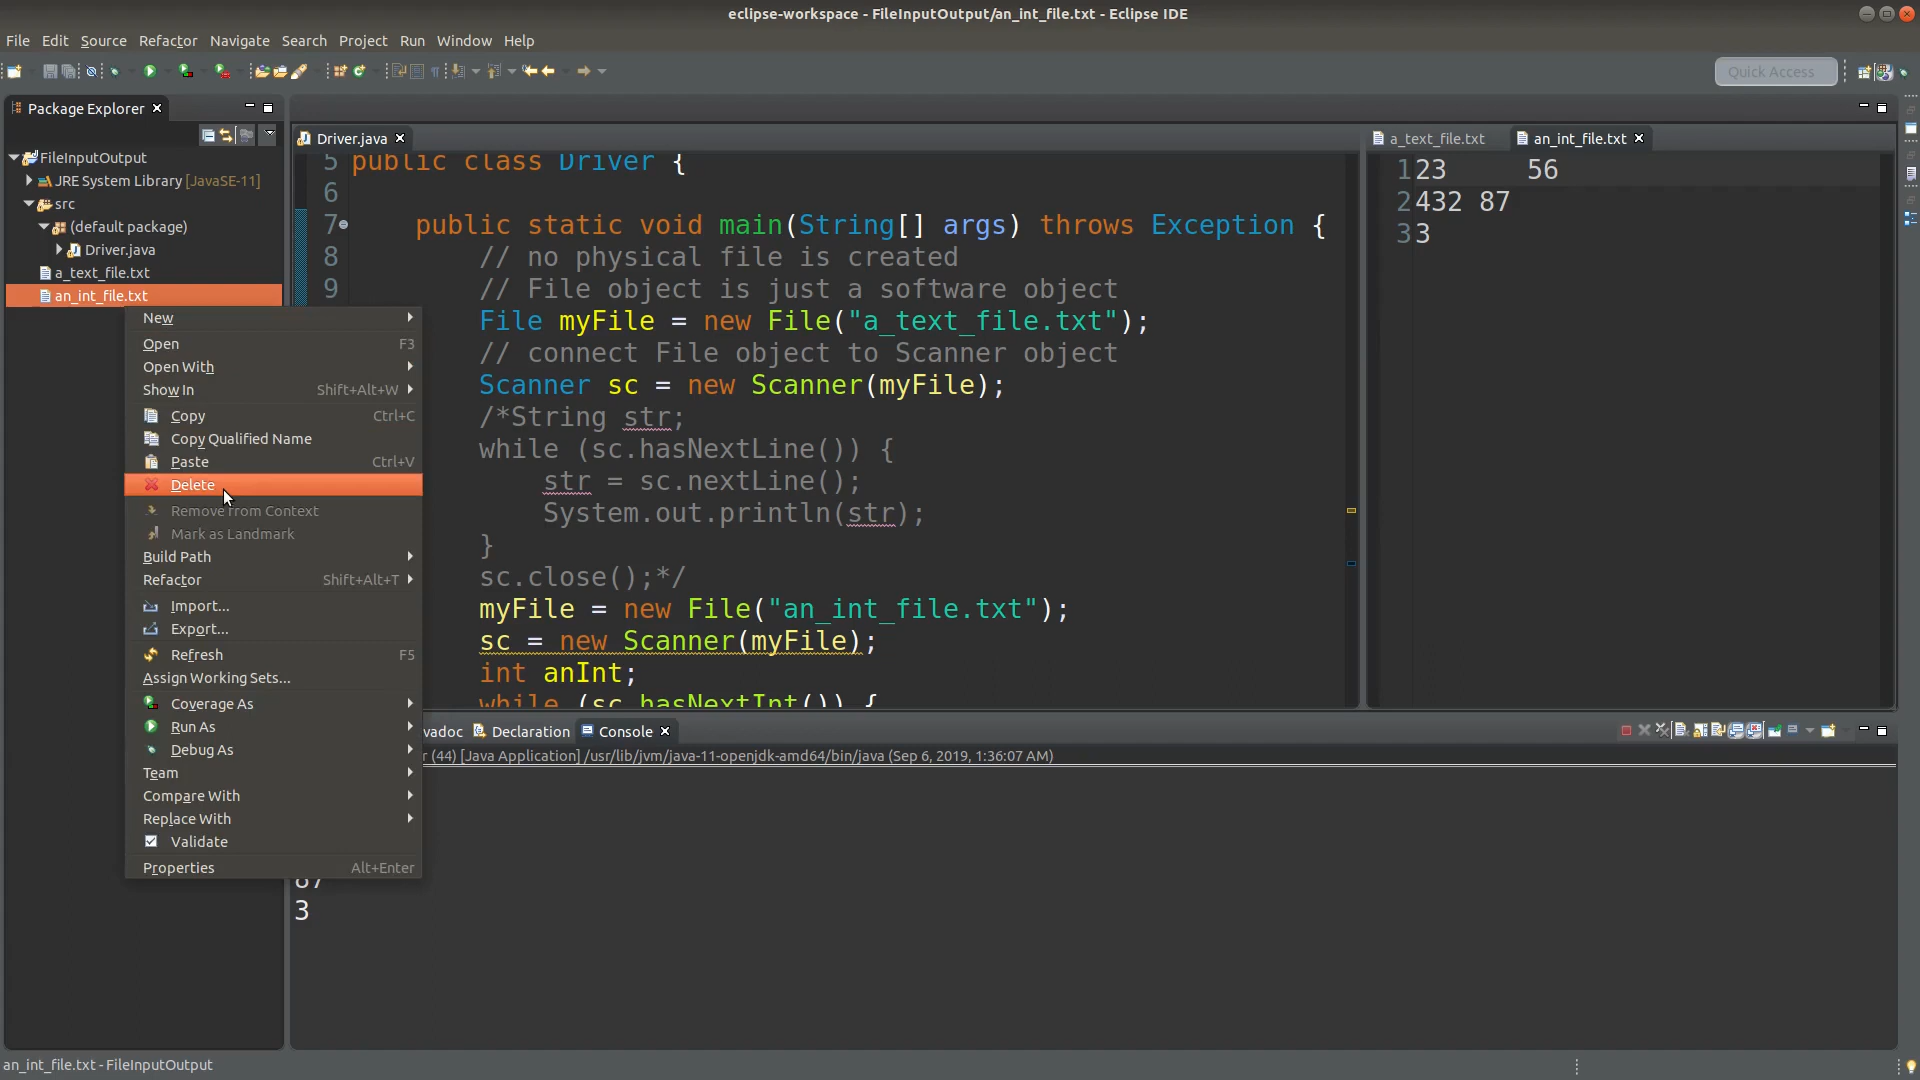 eclipse-workspace - FileInputOutput/an_int_file.txt - Eclipse IDE
File Edit Source Refactor Navigate Search Project Run Window Help
Quick Access
Package Explorer
FileInputOutput
JRE System Library [JavaSE-11]
src
(default package)
Driver.java
a_text_file.txt
an_int_file.txt
New
Open F3
Open With
Show In Shift+Alt+W
Copy Ctrl+C
Copy Qualified Name
Paste Ctrl+V
Delete
Remove from Context
Mark as Landmark
Build Path
Refactor Shift+Alt+T
Import...
Export...
Refresh F5
Assign Working Sets...
Coverage As
Run As
Debug As
Team
Compare With
Replace With
Validate
Properties Alt+Enter
Driver.java
5 public class Driver {
6
7 public static void main(String[] args) throws Exception {
8 // no physical file is created
9 // File object is just a software object
File myFile = new File("a_text_file.txt");
// connect File object to Scanner object
Scanner sc = new Scanner(myFile);
/*String str;
while (sc.hasNextLine()) {
str = sc.nextLine();
System.out.println(str);
}
sc.close();*/
myFile = new File("an_int_file.txt");
sc = new Scanner(myFile);
int anInt;
while (sc.hasNextInt()) {
a_text_file.txt an_int_file.txt
1 23 56
2 432 87
3 3
vadoc Declaration Console
r (44) [Java Application] /usr/lib/jvm/java-11-openjdk-amd64/bin/java (Sep 6, 2019, 1:36:07 AM)
87
3
an_int_file.txt - FileInputOutput